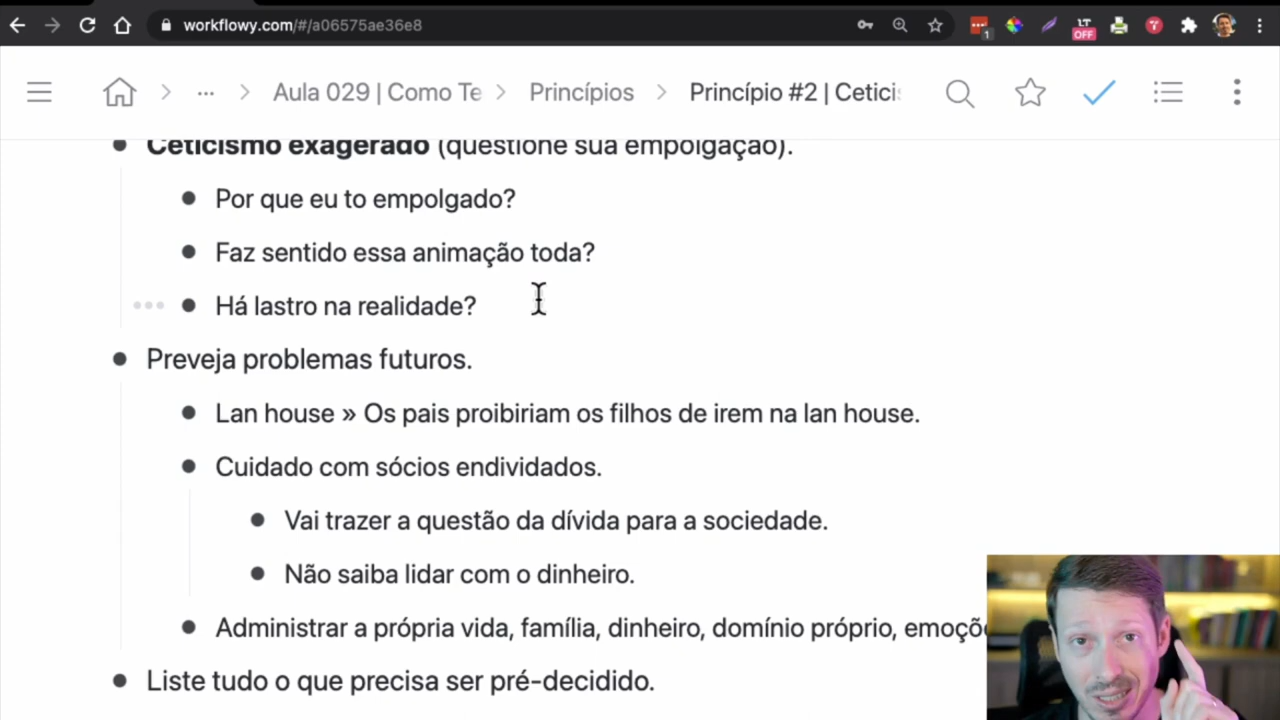 workflowy.com/#/a06575ae36e8
1
LT
OFF
... Aula 029 | Como Te Princípios Princípio #2 | Cetici
Ceticismo exagerado (questione sua empolgação).
Por que eu to empolgado?
Faz sentido essa animação toda?
Há lastro na realidade?
Preveja problemas futuros.
Lan house » Os pais proibiriam os filhos de irem na lan house.
Cuidado com sócios endividados.
Vai trazer a questão da dívida para a sociedade.
Não saiba lidar com o dinheiro.
Administrar a própria vida, família, dinheiro, domínio próprio, emoçõ
Liste tudo o que precisa ser pré-decidido.